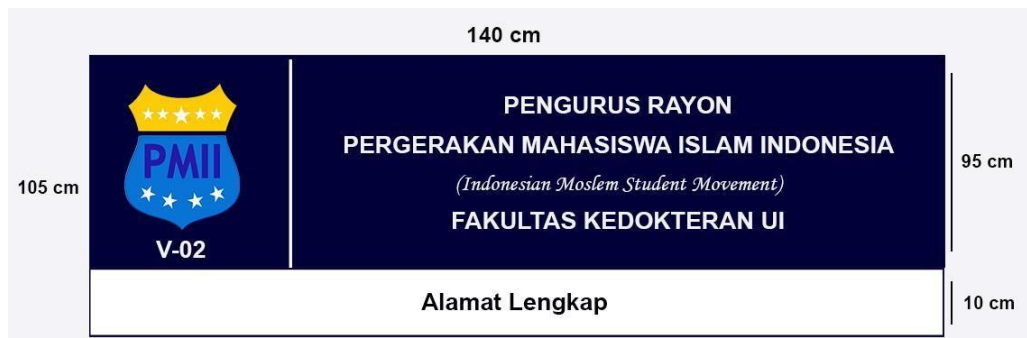 140 cm
105 cm
PMII
V-02
PENGURUS RAYON
PERGERAKAN MAHASISWA ISLAM INDONESIA
(Indonesian Moslem Student Movement)
FAKULTAS KEDOKTERAN UI
95 cm
Alamat Lengkap
10 cm